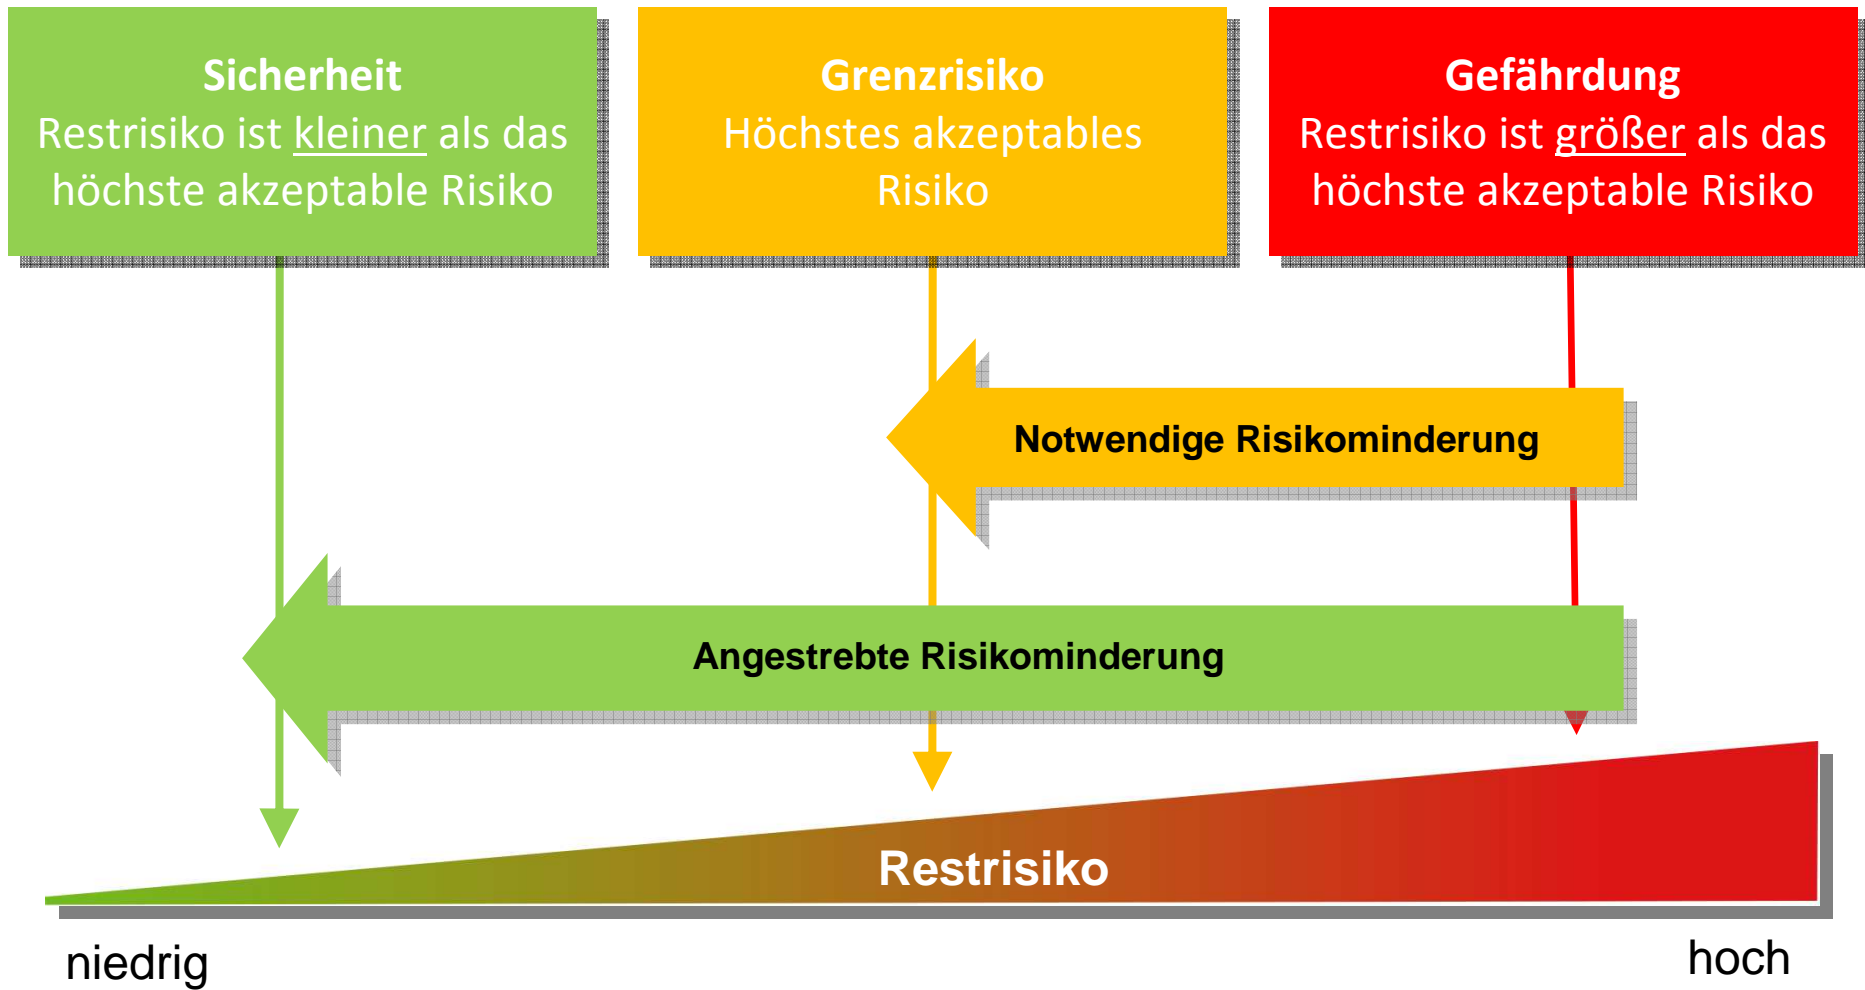 Sicherheit
Restrisiko ist kleiner als das
höchste akzeptable Risiko
Grenzrisiko
Höchstes akzeptables
Risiko
Gefährdung
Restrisiko ist größer als das
höchste akzeptable Risiko
Notwendige Risikominderung
Angestrebte Risikominderung
Restrisiko
niedrig
hoch